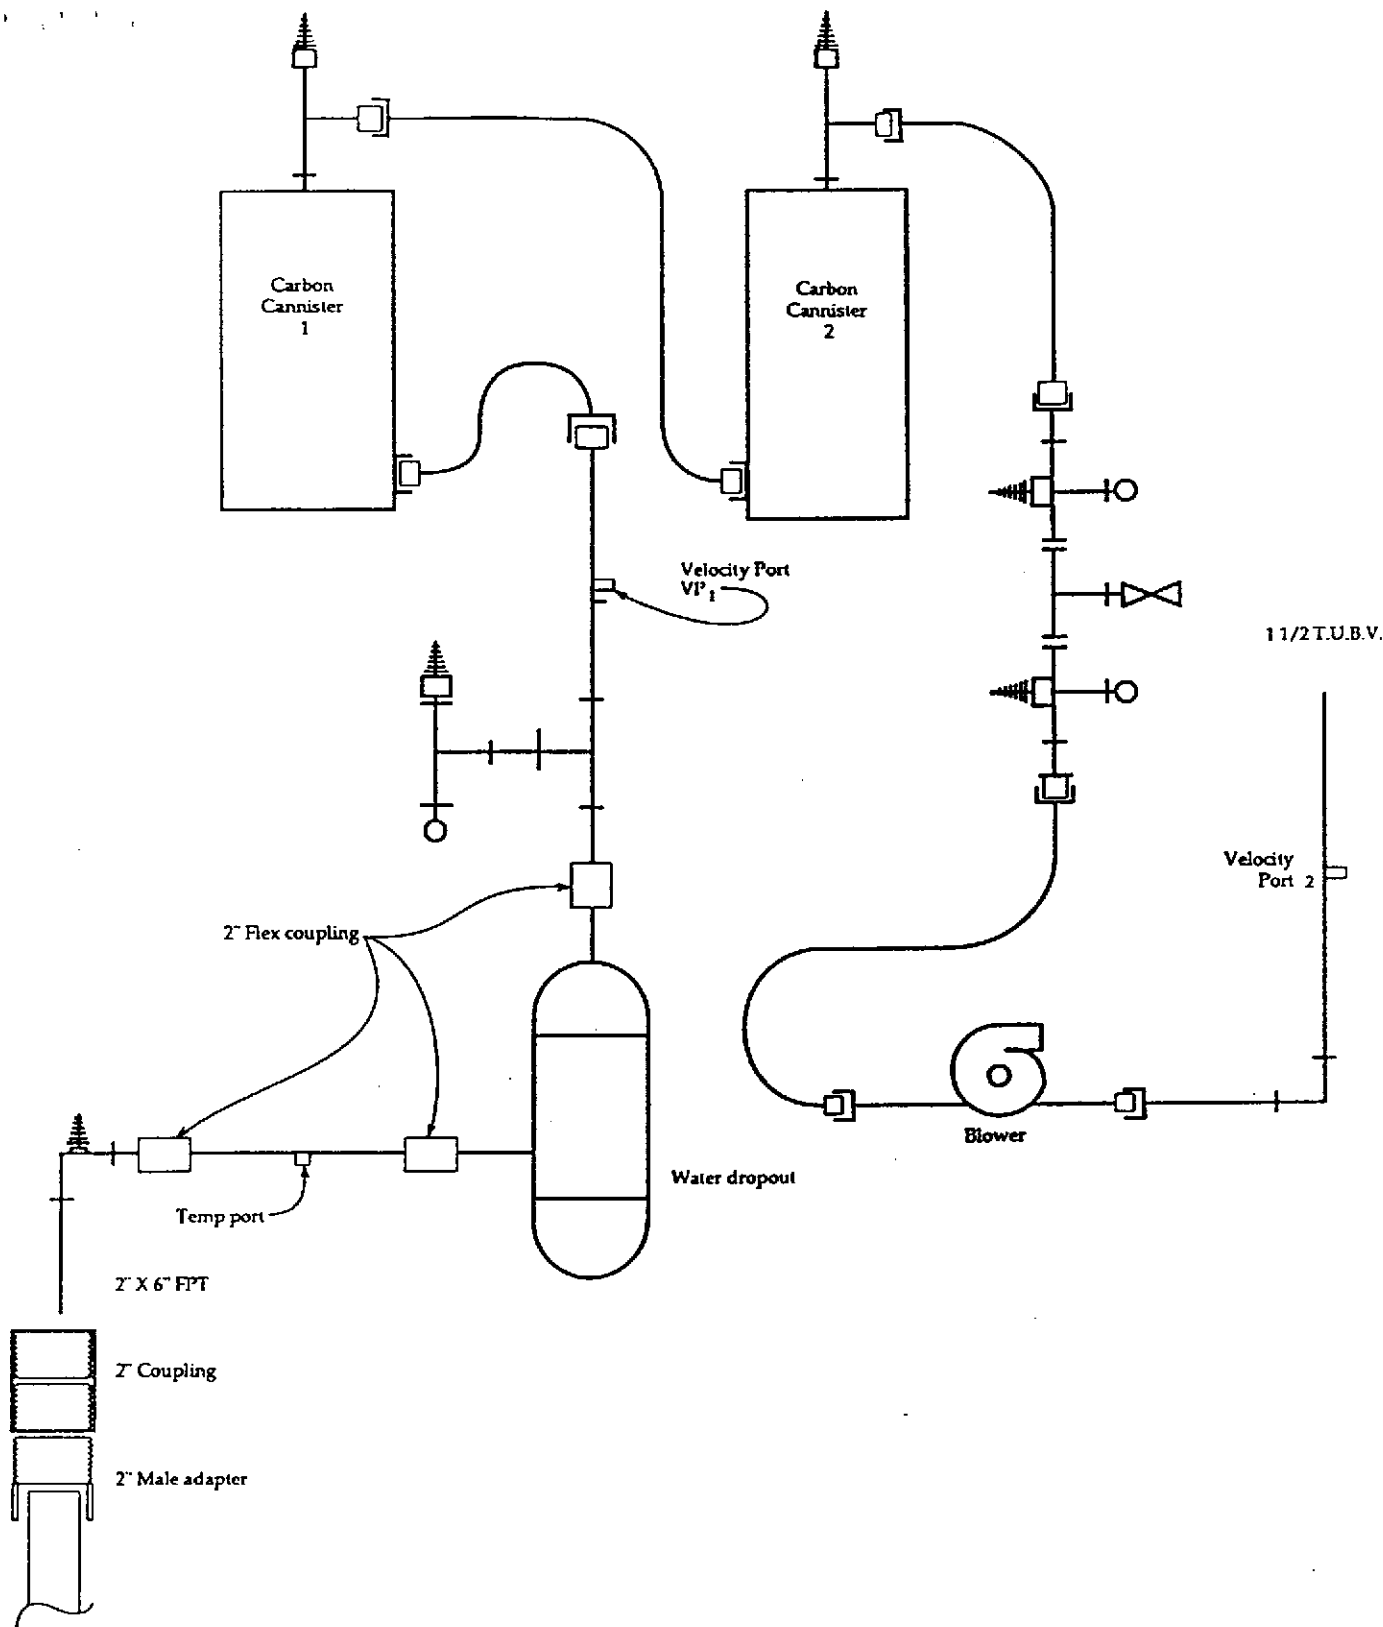 Carbon
Cannister
1
Carbon
Cannister
2
Velocity Port
VP1
1 1/2 T.U.B.V.
Velocity
Port 2
2" Flex coupling
Blower
Water dropout
Temp port
2" X 6" FPT
2" Coupling
2" Male adapter